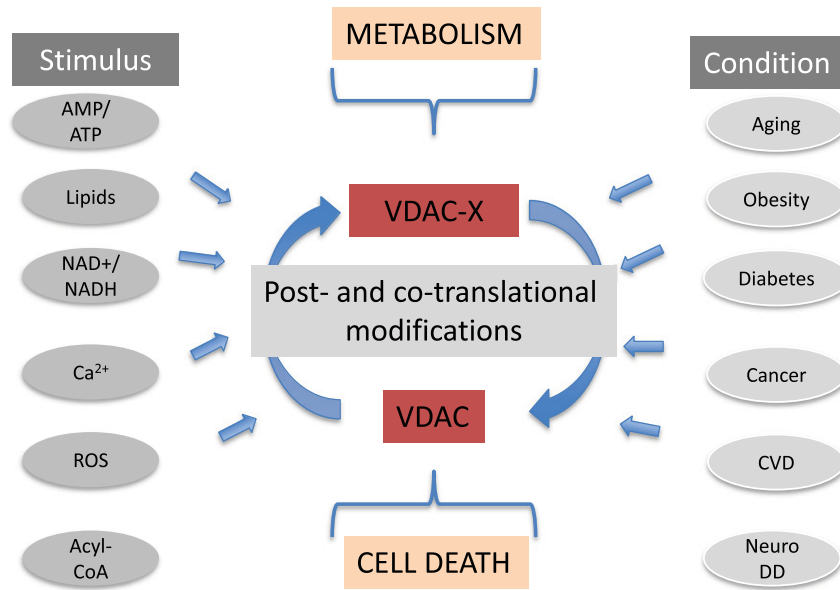 METABOLISM
Stimulus
AMP/
ATP
Lipids
NAD+/
NADH
Ca²⁺
ROS
Acyl-
CoA
VDAC-X
Post- and co-translational
modifications
VDAC
CELL DEATH
Condition
Aging
Obesity
Diabetes
Cancer
CVD
Neuro
DD